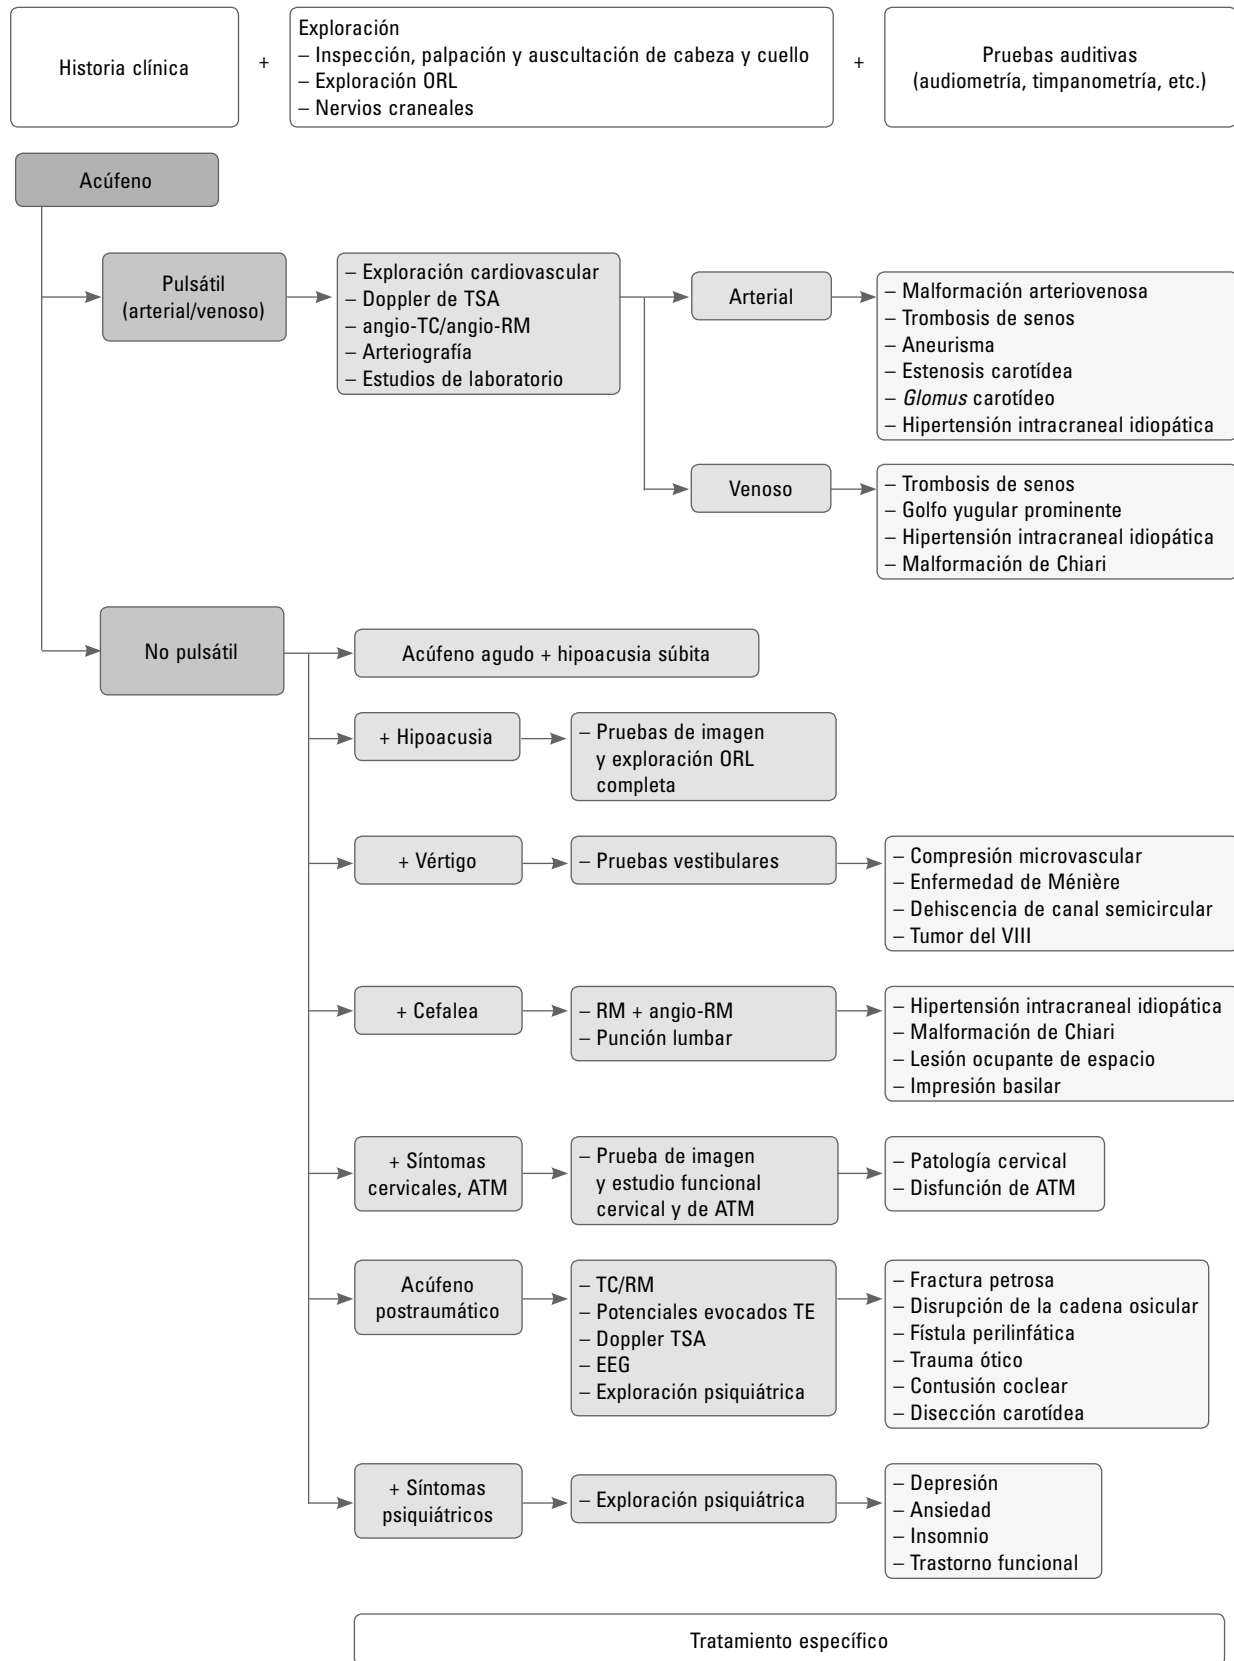 Historia clínica
+
Exploración
– Inspección, palpación y auscultación de cabeza y cuello
– Exploración ORL
– Nervios craneales
+
Pruebas auditivas
(audiometría, timpanometría, etc.)
Acúfeno
Pulsátil
(arterial/venoso)
– Exploración cardiovascular
– Doppler de TSA
– angio-TC/angio-RM
– Arteriografía
– Estudios de laboratorio
Arterial
– Malformación arteriovenosa
– Trombosis de senos
– Aneurisma
– Estenosis carotídea
– Glomus carotídeo
– Hipertensión intracraneal idiopática
Venoso
– Trombosis de senos
– Golfo yugular prominente
– Hipertensión intracraneal idiopática
– Malformación de Chiari
No pulsátil
Acúfeno agudo + hipoacusia súbita
+ Hipoacusia
– Pruebas de imagen
y exploración ORL
completa
+ Vértigo
– Pruebas vestibulares
– Compresión microvascular
– Enfermedad de Ménière
– Dehiscencia de canal semicircular
– Tumor del VIII
+ Cefalea
– RM + angio-RM
– Punción lumbar
– Hipertensión intracraneal idiopática
– Malformación de Chiari
– Lesión ocupante de espacio
– Impresión basilar
+ Síntomas
cervicales, ATM
– Prueba de imagen
y estudio funcional
cervical y de ATM
– Patología cervical
– Disfunción de ATM
Acúfeno
postraumático
– TC/RM
– Potenciales evocados TE
– Doppler TSA
– EEG
– Exploración psiquiátrica
– Fractura petrosa
– Disrupción de la cadena osicular
– Fístula perilinfática
– Trauma ótico
– Contusión coclear
– Disección carotídea
+ Síntomas
psiquiátricos
– Exploración psiquiátrica
– Depresión
– Ansiedad
– Insomnio
– Trastorno funcional
Tratamiento específico